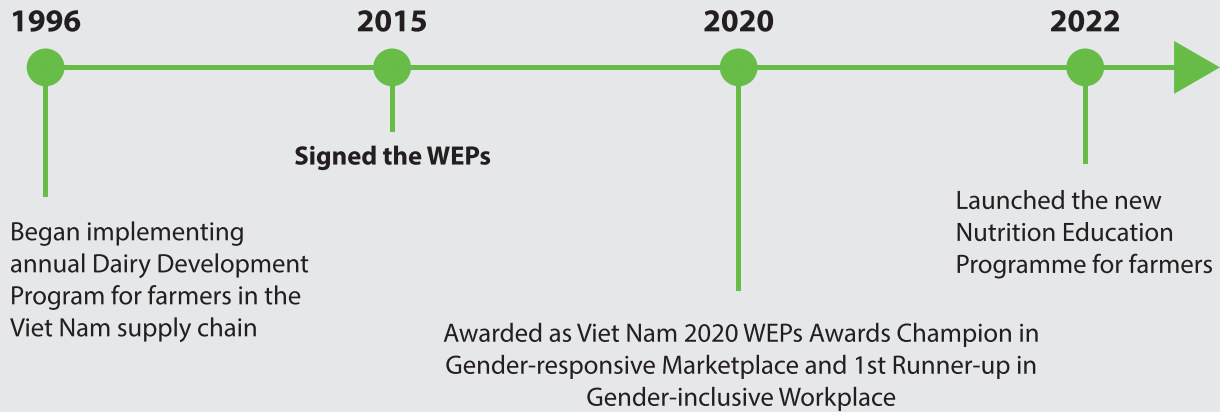 1996
2015
2020
2022
Signed the WEPs
Began implementing
annual Dairy Development
Program for farmers in the
Viet Nam supply chain
Awarded as Viet Nam 2020 WEPs Awards Champion in
Gender-responsive Marketplace and 1st Runner-up in
Gender-inclusive Workplace
Launched the new
Nutrition Education
Programme for farmers